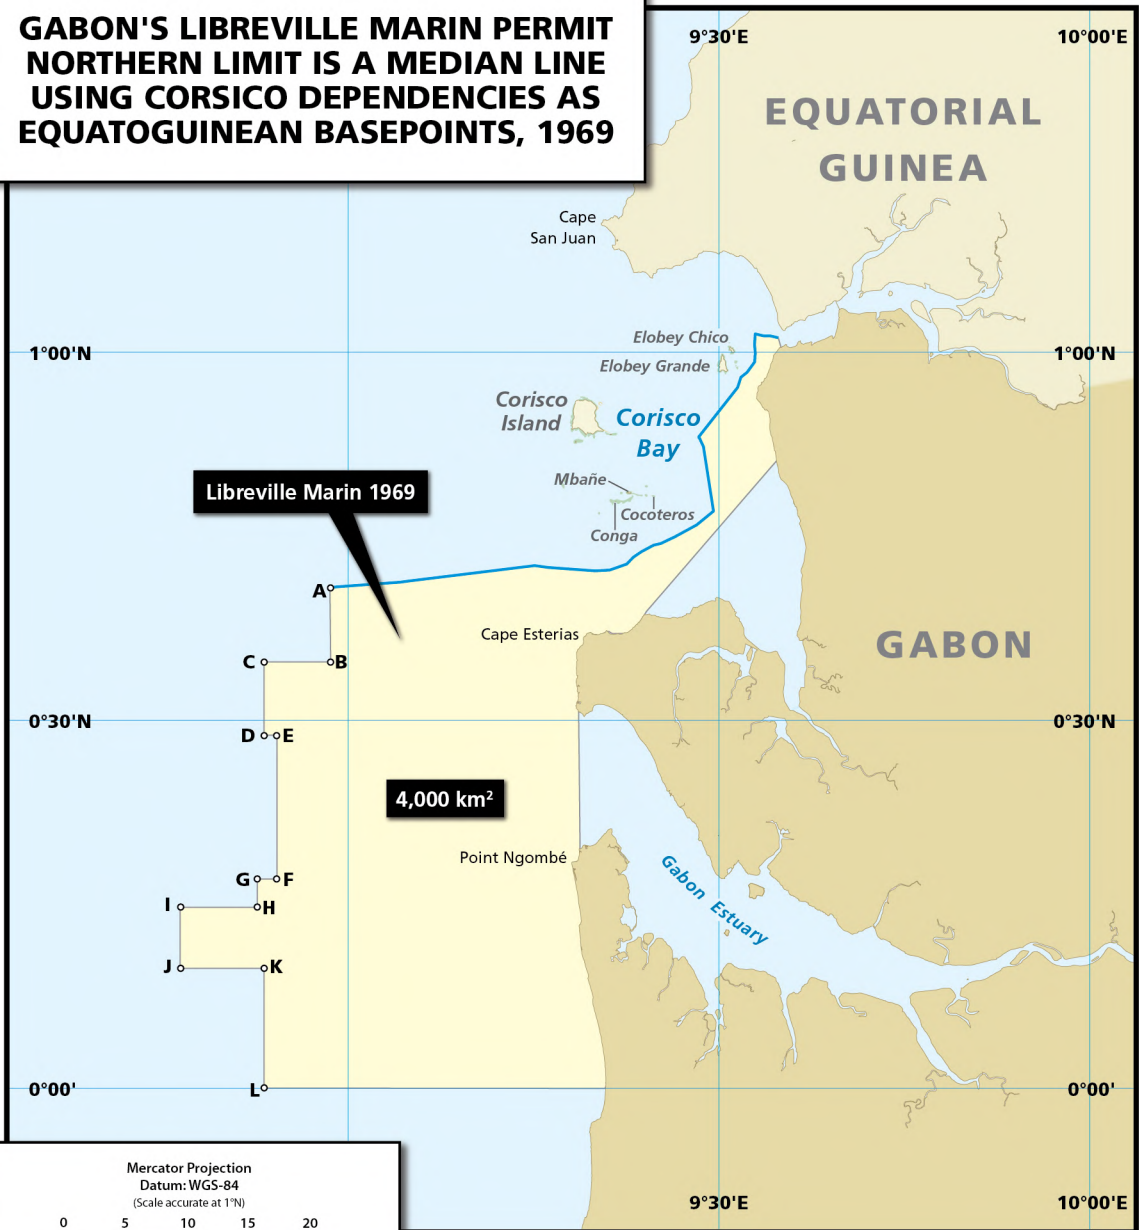 GABON'S LIBREVILLE MARIN PERMIT
NORTHERN LIMIT IS A MEDIAN LINE
USING CORSICO DEPENDENCIES AS
EQUATOGUINEAN BASEPOINTS, 1969
9°30'E
10°00'E
EQUATORIAL
GUINEA
Cape
San Juan
Elobey Chico
1°00'N
1°00'N
Elobey Grande
Corisco
Island
Corisco
Bay
Mbañe
Libreville Marin 1969
Cocoteros
Conga
A
Cape Esterias
GABON
C
B
0°30'N
0°30'N
D
E
4,000 km²
Point Ngombé
Gabon Estuary
G
F
I
H
J
K
L
0°00'
0°00'
Mercator Projection
Datum: WGS-84
(Scale accurate at 1°N)
9°30'E
10°00'E
0 5 10 15 20